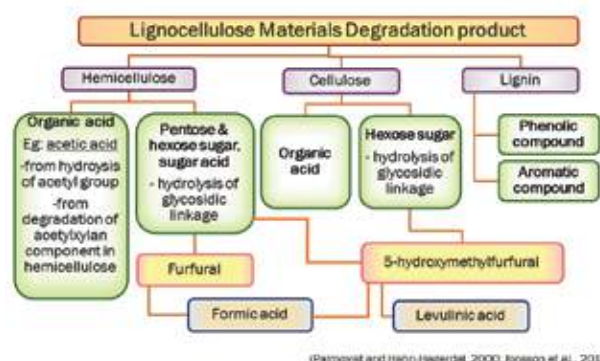 Lignocellulose Materials Degradation product
Hemicellulose
Cellulose
Lignin
Organic acid
Eg: acetic acid
-from hydroysis
of acetyl group
-from
degradation of
acetylxylan
component in
hemicellulose
Pentose &
hexose sugar,
sugar acid
- hydrolysis of
glycosidic
linkage
Organic
acid
Hexose sugar
- hydrolysis of
glycosidic
linkage
Phenolic
compound
Aromatic
compound
Furfural
5-hydroxymethylfurfural
Formic acid
Levulinic acid
and 2000